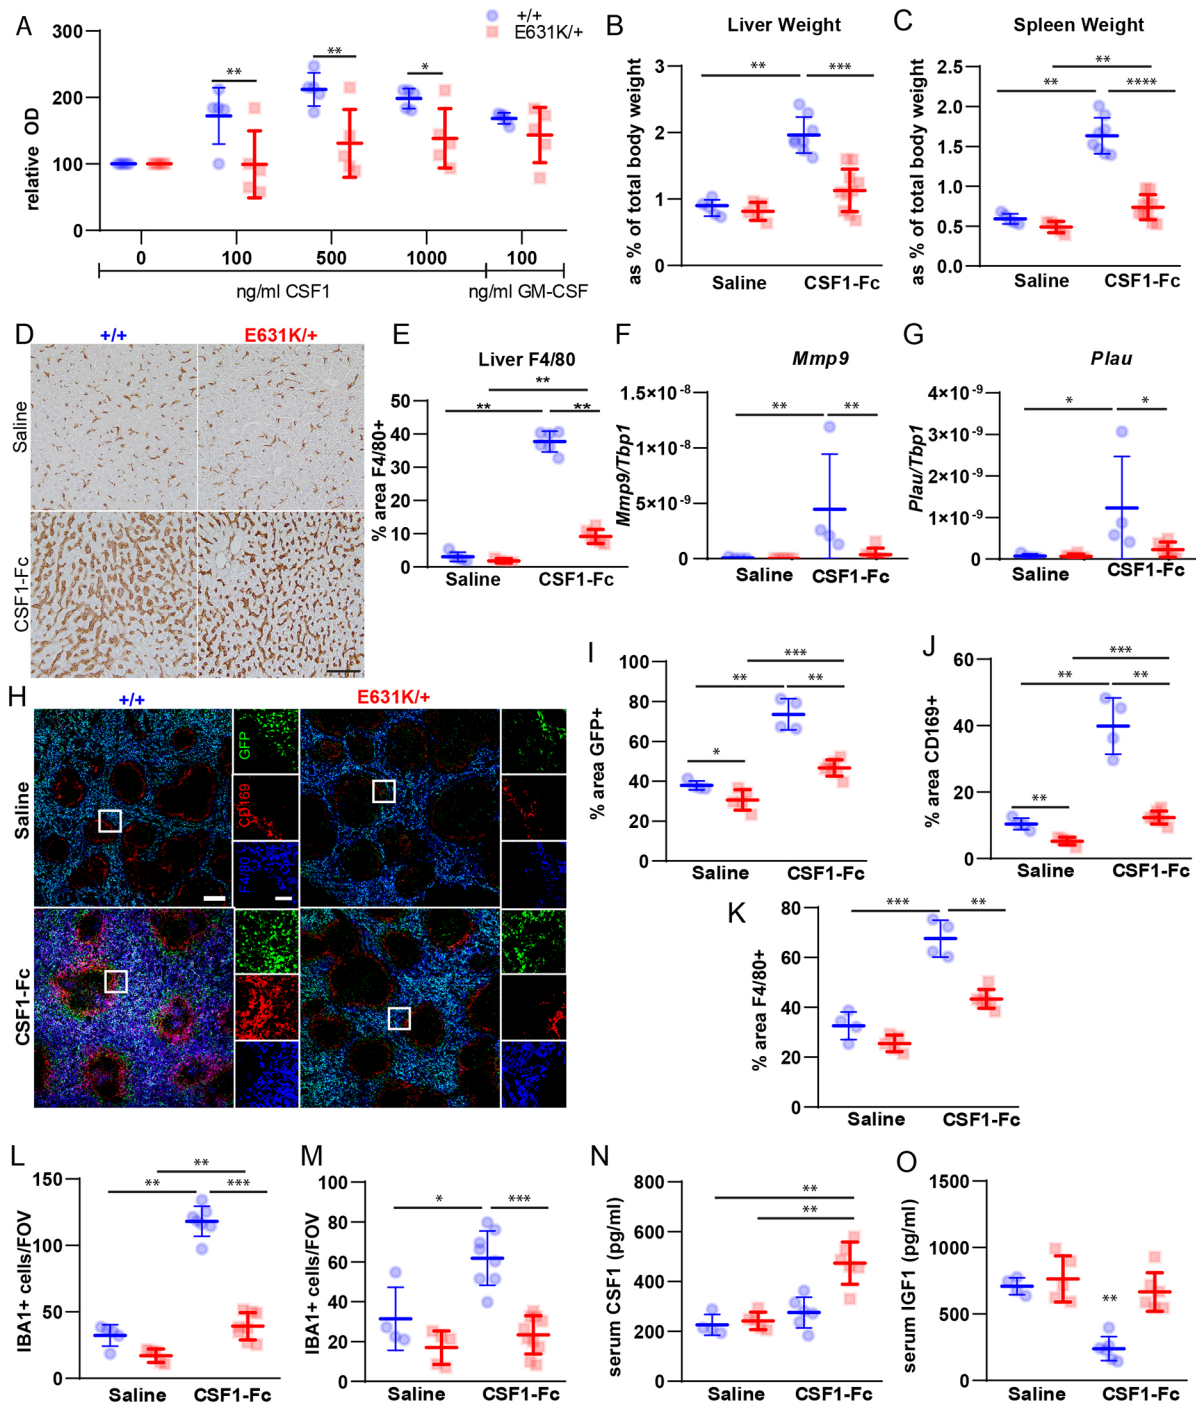 A
+/+
E631K/+
relative OD
300
200
100
0
**
**
*
0
100
500
1000
100
ng/ml CSF1
ng/ml GM-CSF
B
Liver Weight
as % of total body weight
3
2
1
0
**
***
Saline
CSF1-Fc
C
Spleen Weight
as % of total body weight
2.5
2.0
1.5
1.0
0.5
0.0
**
**
****
Saline
CSF1-Fc
D
+/+
E631K/+
Saline
CSF1-Fc
E
Liver F4/80
% area F4/80+
50
40
30
20
10
0
**
**
**
Saline
CSF1-Fc
F
Mmp9
Mmp9/Tbp1
1.5×10⁻⁸
1×10⁻⁸
5×10⁻⁹
0
**
**
Saline
CSF1-Fc
G
Plau
Plau/Tbp1
4×10⁻⁹
3×10⁻⁹
2×10⁻⁹
1×10⁻⁹
0
*
*
Saline
CSF1-Fc
H
+/+
E631K/+
Saline
CSF1-Fc
GFP
CD169
F4/80
I
% area GFP+
100
80
60
40
20
0
***
**
**
*
Saline
CSF1-Fc
J
% area CD169+
60
40
20
0
***
**
**
**
Saline
CSF1-Fc
K
% area F4/80+
80
60
40
20
0
***
**
Saline
CSF1-Fc
L
IBA1+ cells/FOV
150
100
50
0
**
**
***
Saline
CSF1-Fc
M
IBA1+ cells/FOV
100
80
60
40
20
0
*
***
Saline
CSF1-Fc
N
serum CSF1 (pg/ml)
800
600
400
200
0
**
**
Saline
CSF1-Fc
O
serum IGF1 (pg/ml)
1500
1000
500
0
**
Saline
CSF1-Fc